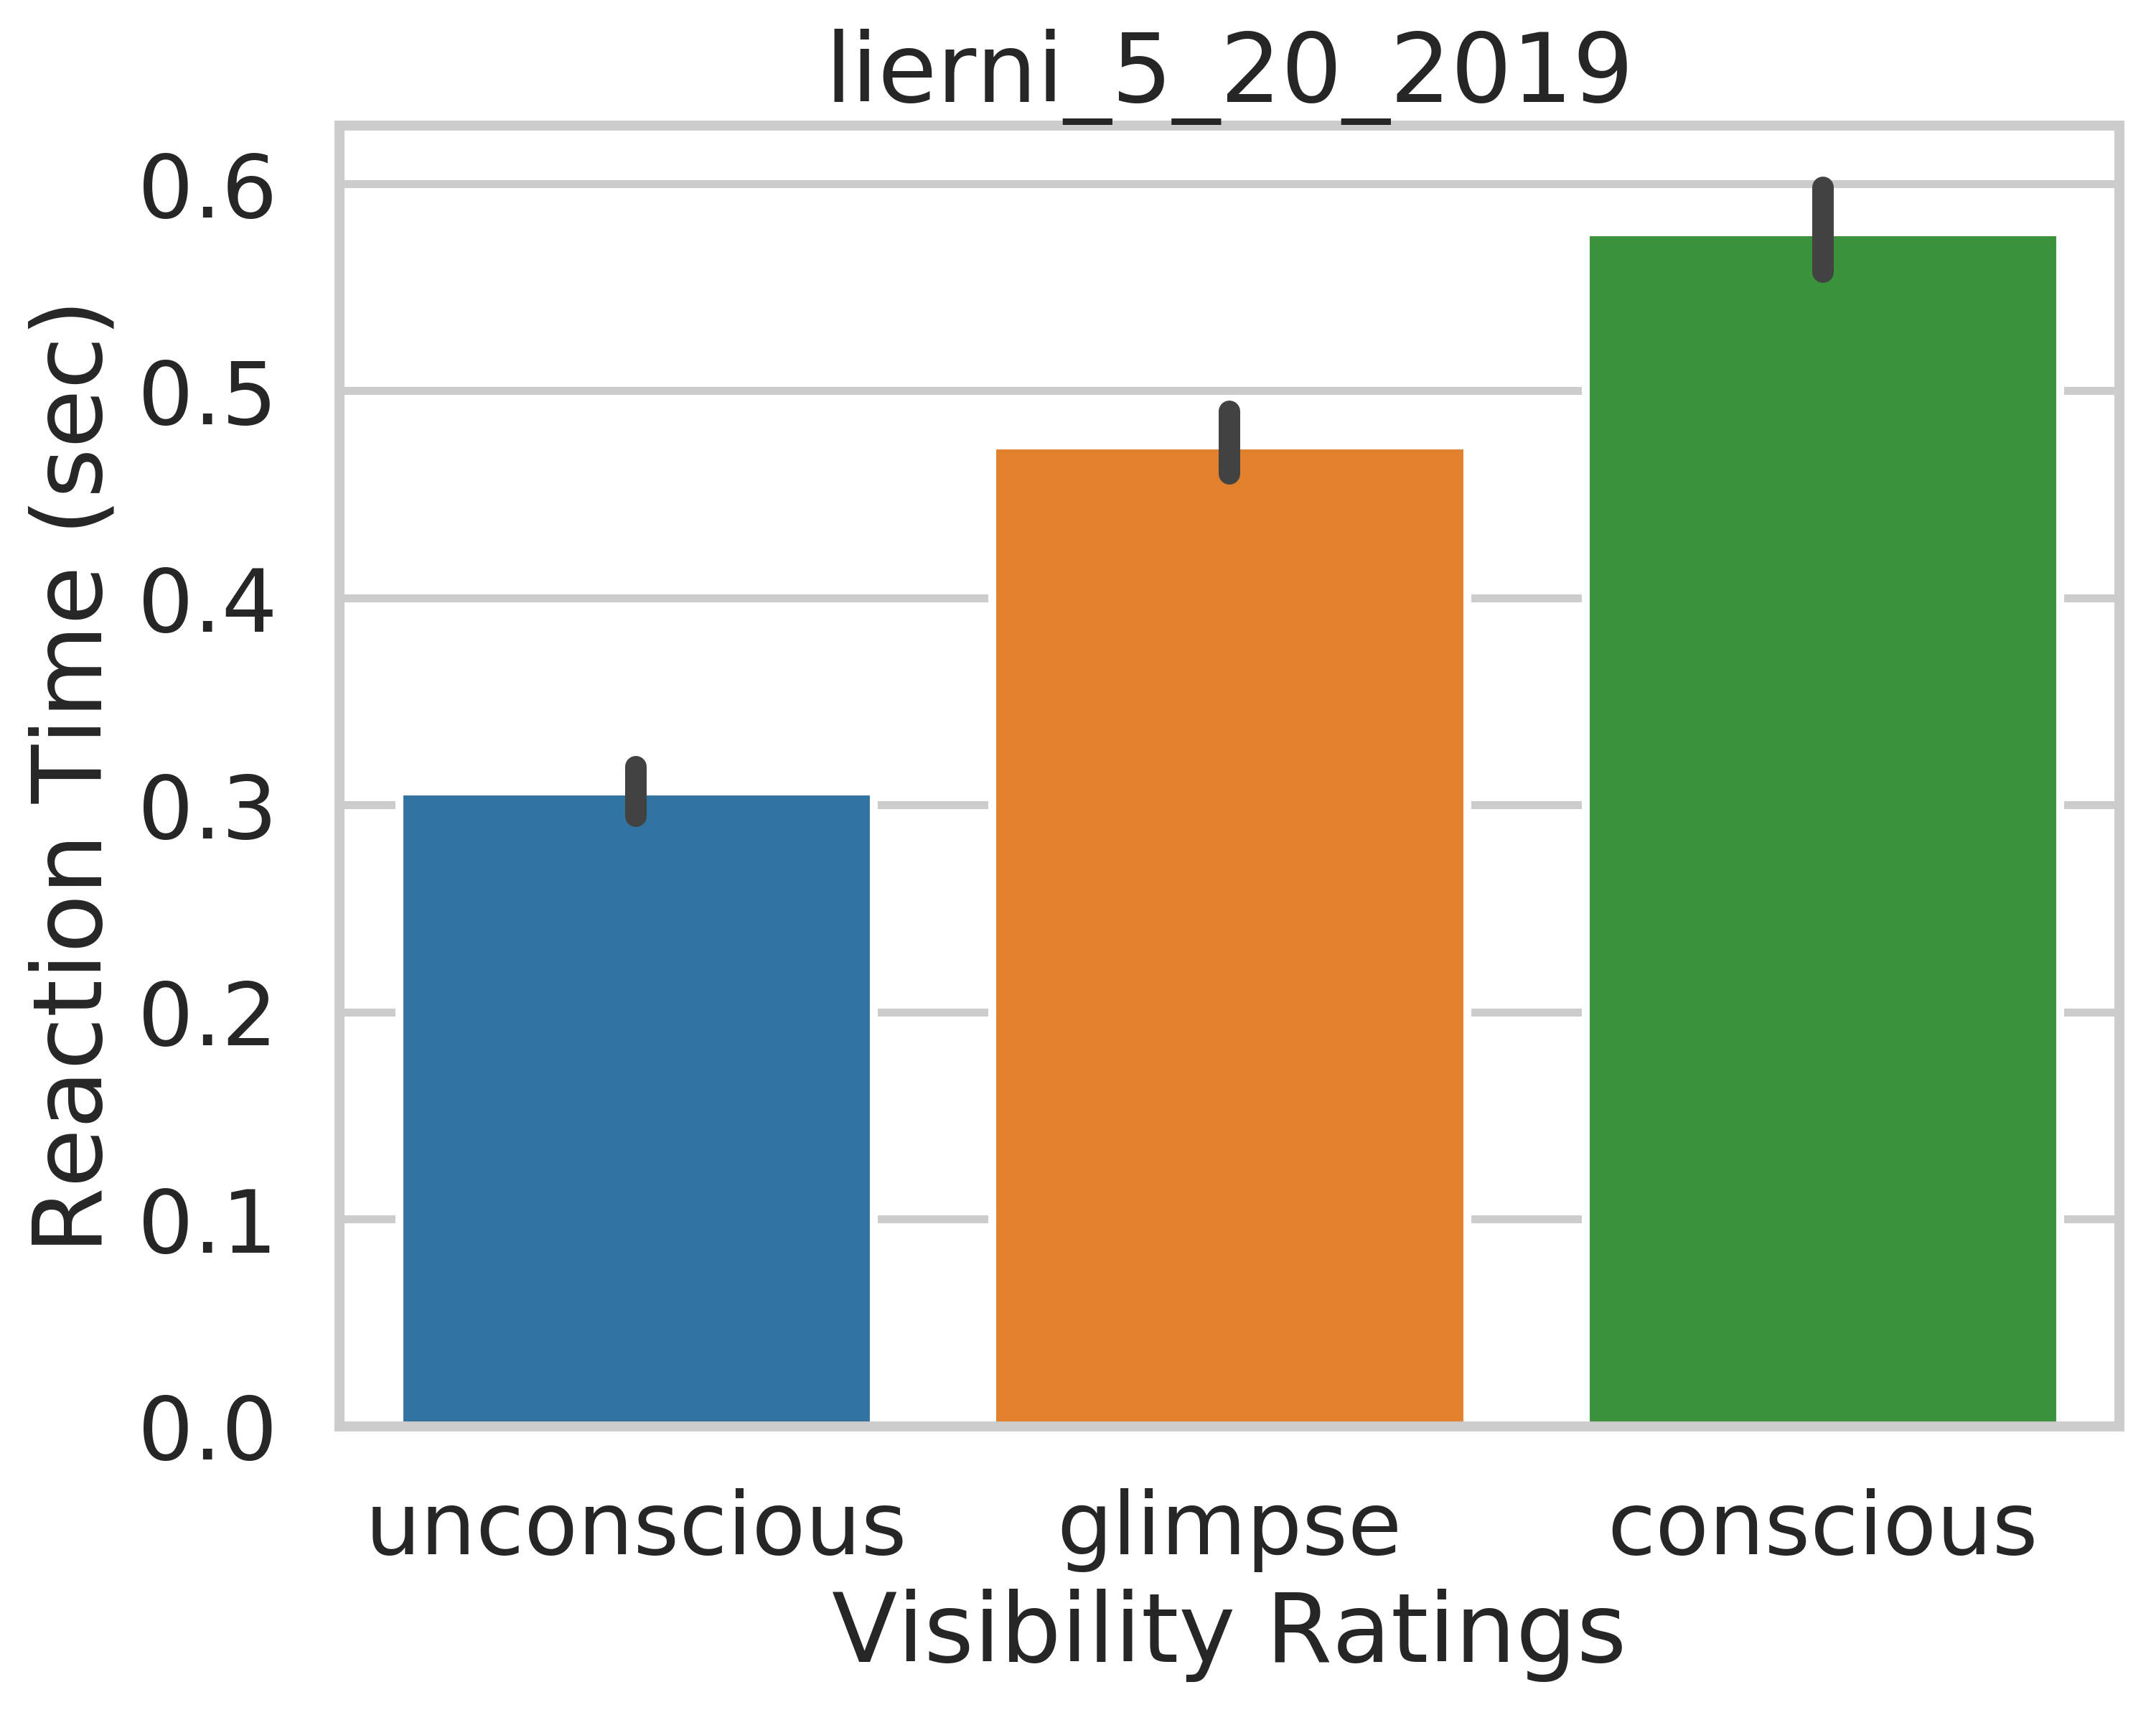 lierni_5_20_2019
Reaction Time (sec)
0.6
0.5
0.4
0.3
0.2
0.1
0.0
unconscious glimpse conscious
Visibility Ratings